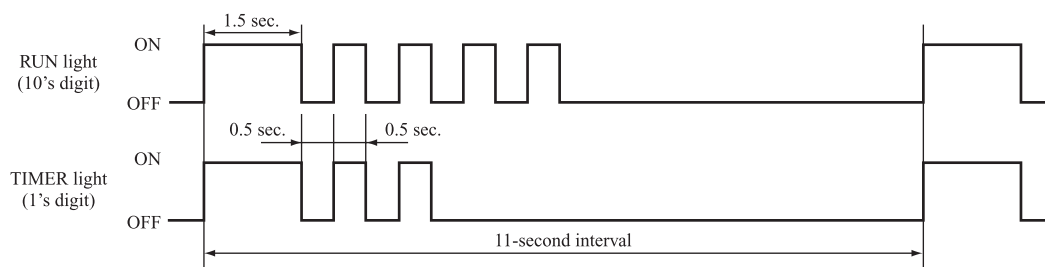 1.5 sec.
ON
RUN light
(10's digit)
OFF
0.5 sec.
0.5 sec.
ON
TIMER light
(1's digit)
OFF
11-second interval